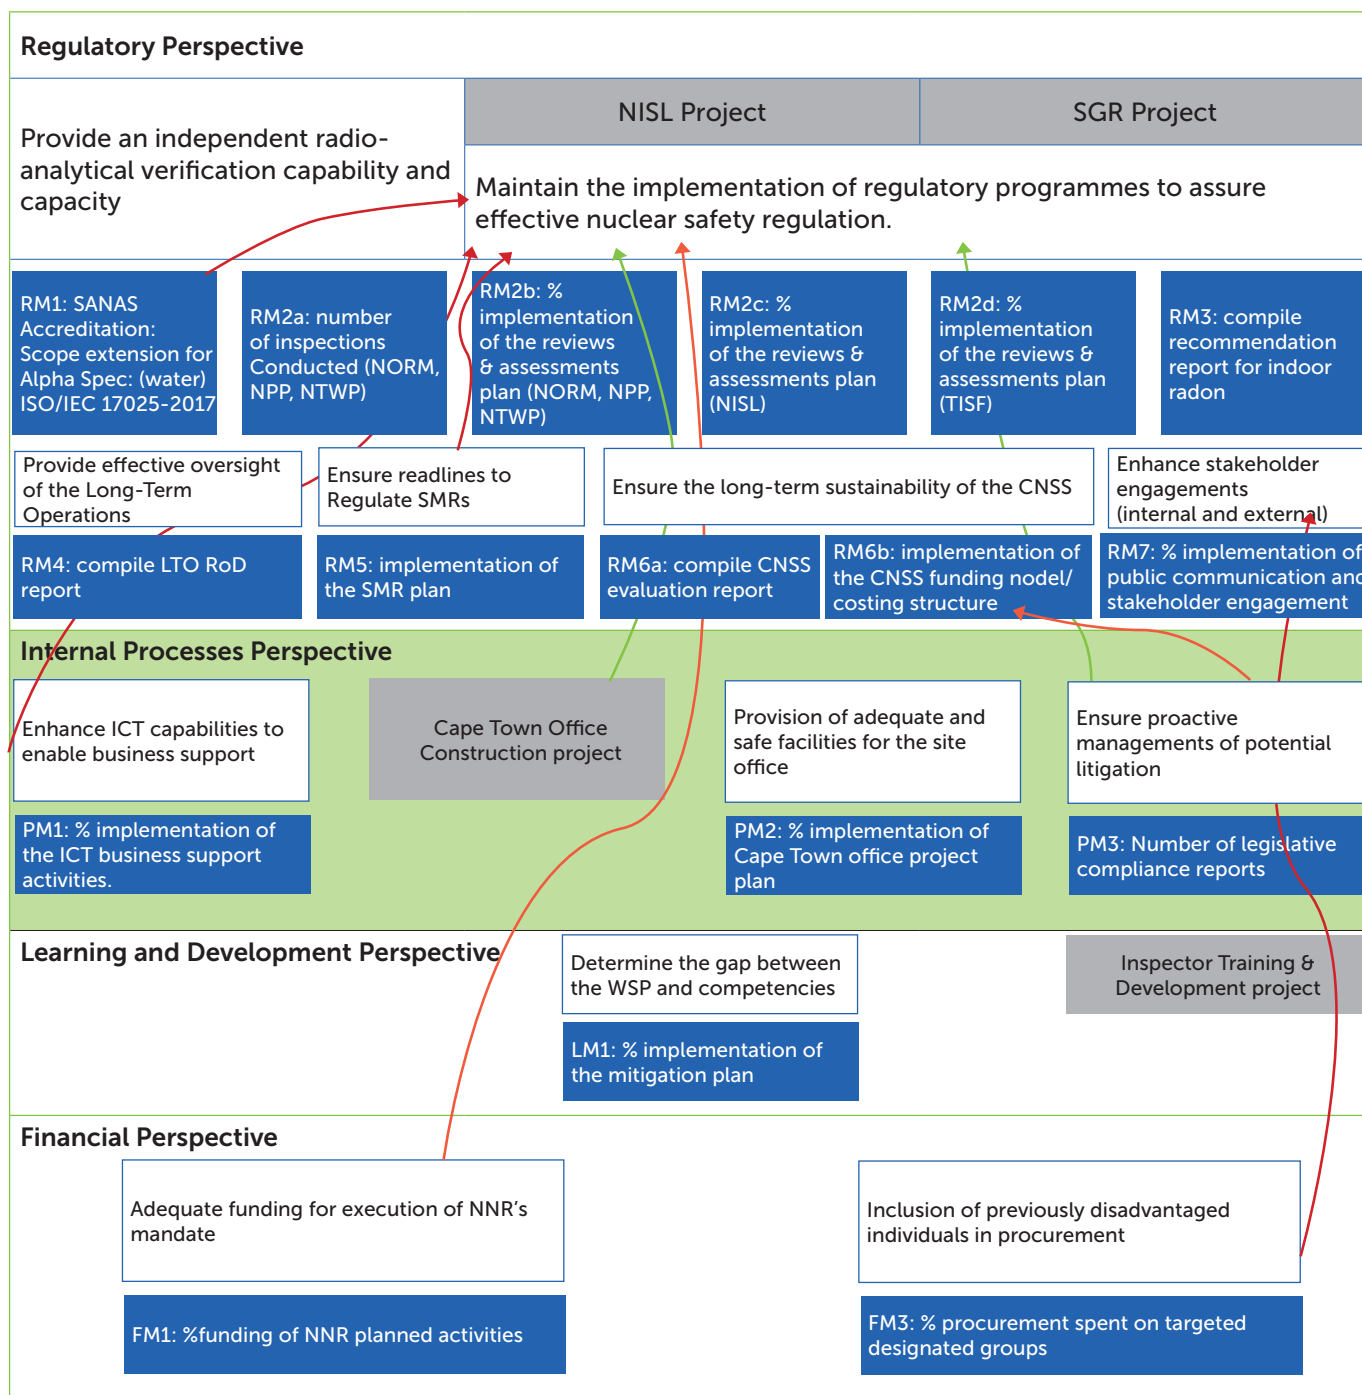 Regulatory Perspective
NISL Project
SGR Project
Provide an independent radio-
analytical verification capability and
capacity
Maintain the implementation of regulatory programmes to assure
effective nuclear safety regulation.
RM1: SANAS
Accreditation:
Scope extension for
Alpha Spec: (water)
ISO/IEC 17025-2017
RM2a: number
of inspections
Conducted (NORM,
NPP, NTWP)
RM2b: %
implementation
of the reviews
& assessments
plan (NORM, NPP,
NTWP)
RM2c: %
implementation
of the reviews &
assessments plan
(NISL)
RM2d: %
implementation
of the reviews &
assessments plan
(TISF)
RM3: compile
recommendation
report for indoor
radon
Provide effective oversight
of the Long-Term
Operations
Ensure readlines to
Regulate SMRs
Ensure the long-term sustainability of the CNSS
Enhance stakeholder
engagements
(internal and external)
RM4: compile LTO RoD
report
RM5: implementation of
the SMR plan
RM6a: compile CNSS
evaluation report
RM6b: implementation of
the CNSS funding nodel/
costing structure
RM7: % implementation of
public communication and
stakeholder engagement
Internal Processes Perspective
Enhance ICT capabilities to
enable business support
Cape Town Office
Construction project
Provision of adequate and
safe facilities for the site
office
Ensure proactive
managements of potential
litigation
PM1: % implementation of
the ICT business support
activities.
PM2: % implementation of
Cape Town office project
plan
PM3: Number of legislative
compliance reports
Learning and Development Perspective
Determine the gap between
the WSP and competencies
Inspector Training &
Development project
LM1: % implementation of
the mitigation plan
Financial Perspective
Adequate funding for execution of NNR's
mandate
Inclusion of previously disadvantaged
individuals in procurement
FM1: %funding of NNR planned activities
FM3: % procurement spent on targeted
designated groups